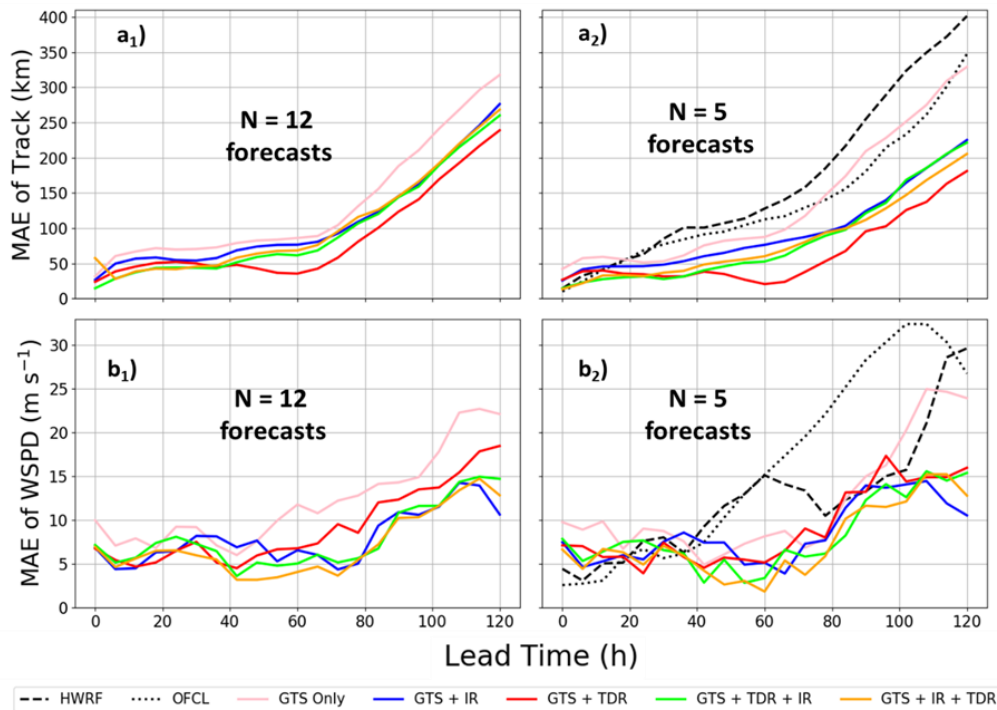 a1)
a2)
N = 12
forecasts
N = 5
forecasts
MAE of Track (km)
400
350
300
250
200
150
100
50
0
b1)
b2)
N = 12
forecasts
N = 5
forecasts
MAE of WSPD (m s⁻¹)
30
25
20
15
10
5
0
0 20 40 60 80 100 120
0 20 40 60 80 100 120
Lead Time (h)
HWRF OFCL GTS Only GTS + IR GTS + TDR GTS + TDR + IR GTS + IR + TDR